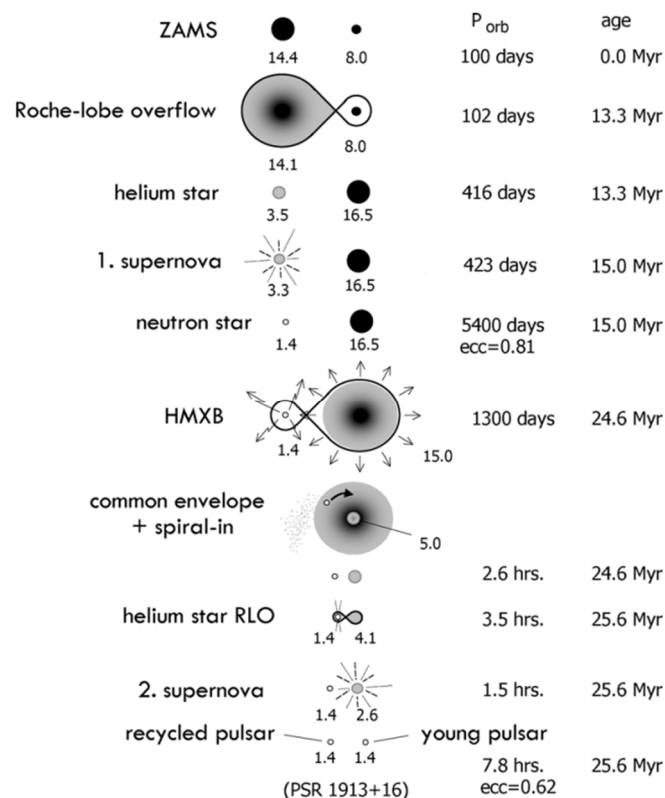 P orb age
ZAMS
14.4 8.0 100 days 0.0 Myr
Roche-lobe overflow 102 days 13.3 Myr
8.0
14.1
helium star 416 days 13.3 Myr
3.5 16.5
1. supernova 423 days 15.0 Myr
3.3 16.5
neutron star 5400 days 15.0 Myr
1.4 16.5 ecc=0.81
HMXB 1300 days 24.6 Myr
1.4
15.0
common envelope
+ spiral-in
5.0
2.6 hrs. 24.6 Myr
helium star RLO 3.5 hrs. 25.6 Myr
1.4 4.1
2. supernova 1.5 hrs. 25.6 Myr
1.4 2.6
recycled pulsar young pulsar
1.4 1.4 7.8 hrs. 25.6 Myr
(PSR 1913+16) ecc=0.62